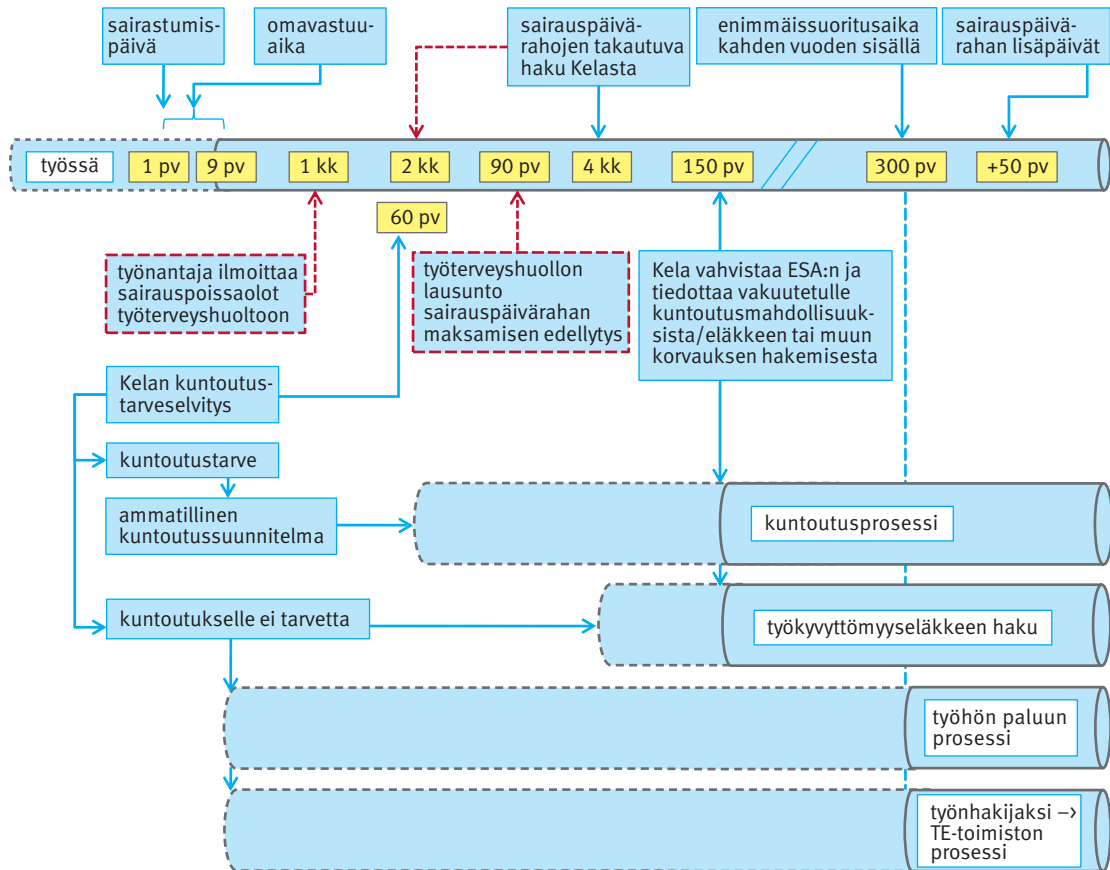 sairastumis-
päivä
omavastuu-
aika
sairauspäivä-
rahojen takautuva
haku Kelasta
enimmäissuoritusaika
kahden vuoden sisällä
sairauspäivä-
rahan lisäpäivät
työssä
1 pv
9 pv
1 kk
2 kk
90 pv
4 kk
150 pv
300 pv
+50 pv
60 pv
työnantaja ilmoittaa
sairauspoissaolot
työterveyshuoltoon
työterveyshuollon
lausunto
sairauspäivärahan
maksamisen edellytys
Kela vahvistaa ESA:n ja
tiedottaa vakuutetulle
kuntoutusmahdollisuuk-
sista/eläkkeen tai muun
korvauksen hakemisesta
Kelan kuntoutus-
tarveselvitys
kuntoutustarve
ammatillinen
kuntoutussuunnitelma
kuntoutusprosessi
kuntoutukselle ei tarvetta
työkyvyttömyyseläkkeen haku
työhön paluun
prosessi
työnhakijaksi –>
TE-toimiston
prosessi